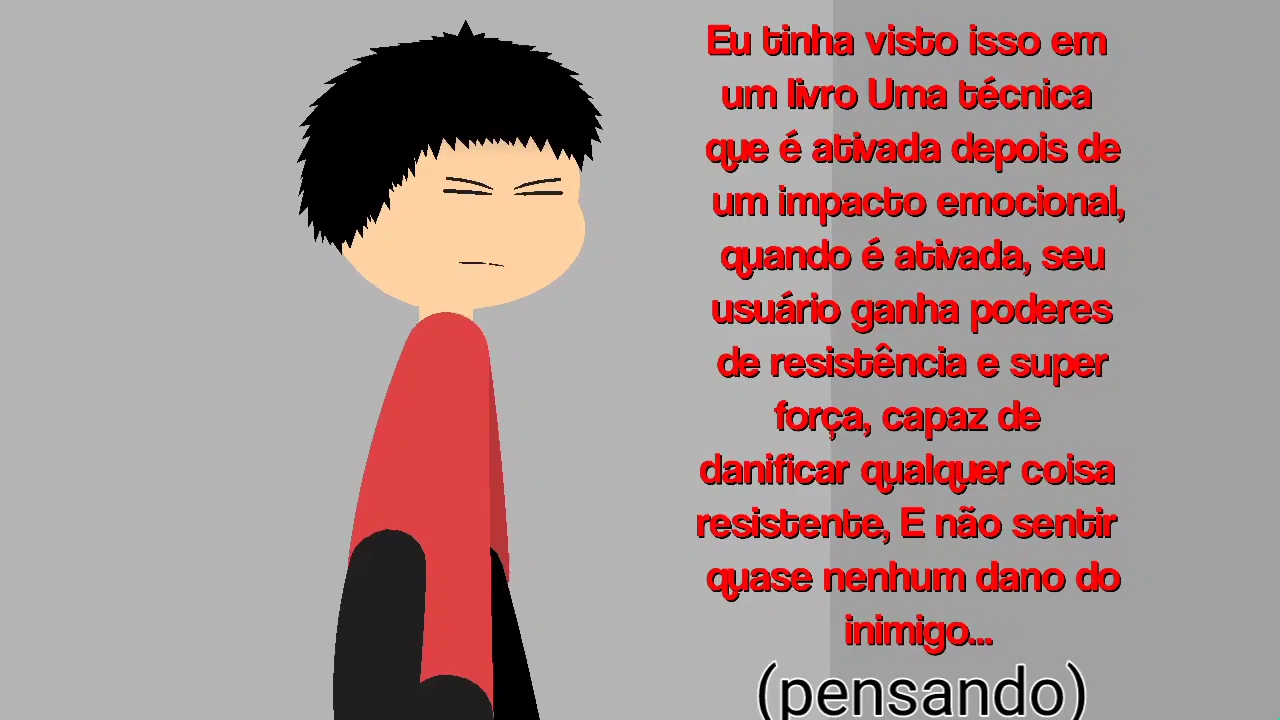 Eu tinha visto isso em
um livro Uma técnica
que é ativada depois de
um impacto emocional,
quando é ativada, seu
usuário ganha poderes
de resistência e super
força, capaz de
danificar qualquer coisa
resistente, E não sentir
quase nenhum dano do
inimigo...
(pensando)